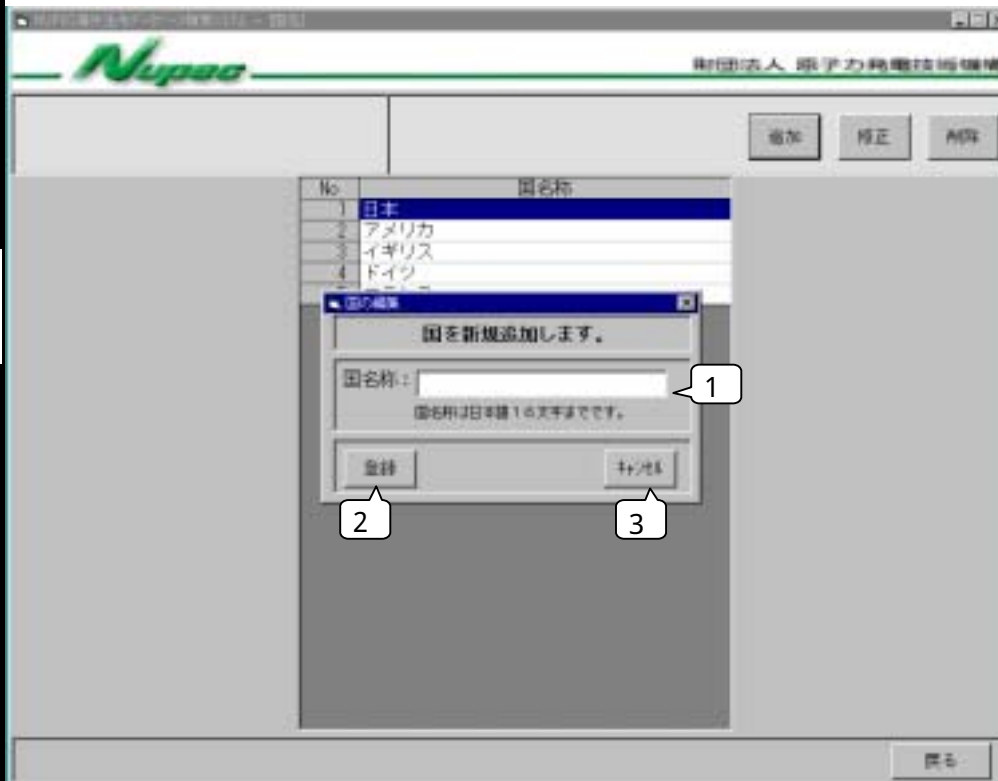 Nupec
財団法人 原子力発電技術機構
追加 修正 削除
No 国名称
1 日本
2 アメリカ
3 イギリス
4 ドイツ
国の編集
国を新規追加します。
国名称:
1
国名称は日本語16文字までです。
登録 キャンセル
2 3
戻る